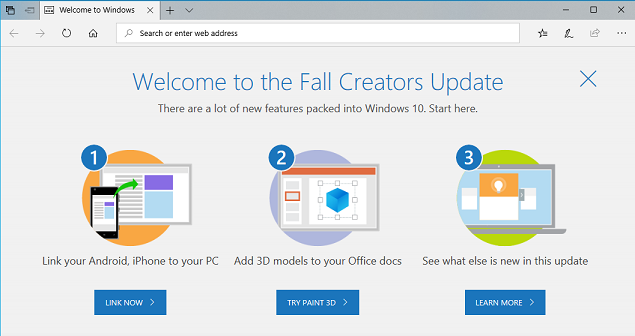 Welcome to Windows
Search or enter web address
Welcome to the Fall Creators Update
There are a lot of new features packed into Windows 10. Start here.
1
2
3
Link your Android, iPhone to your PC
Add 3D models to your Office docs
See what else is new in this update
LINK NOW
TRY PAINT 3D
LEARN MORE